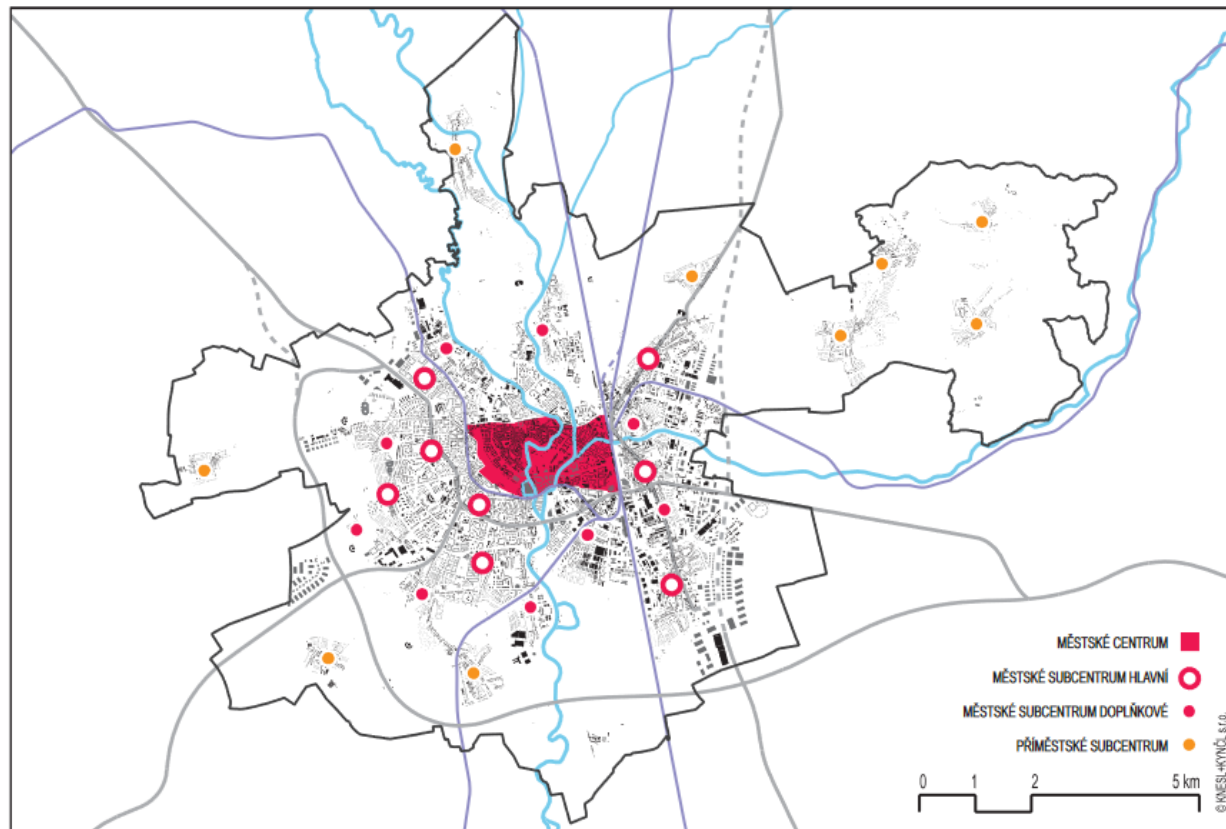 MĚSTSKÉ CENTRUM
MĚSTSKÉ SUBCENTRUM HLAVNÍ
MĚSTSKÉ SUBCENTRUM DOPLŇKOVÉ
PŘÍMĚSTSKÉ SUBCENTRUM
0 1 2 5 km
© KNESL+KYNČL s.r.o.